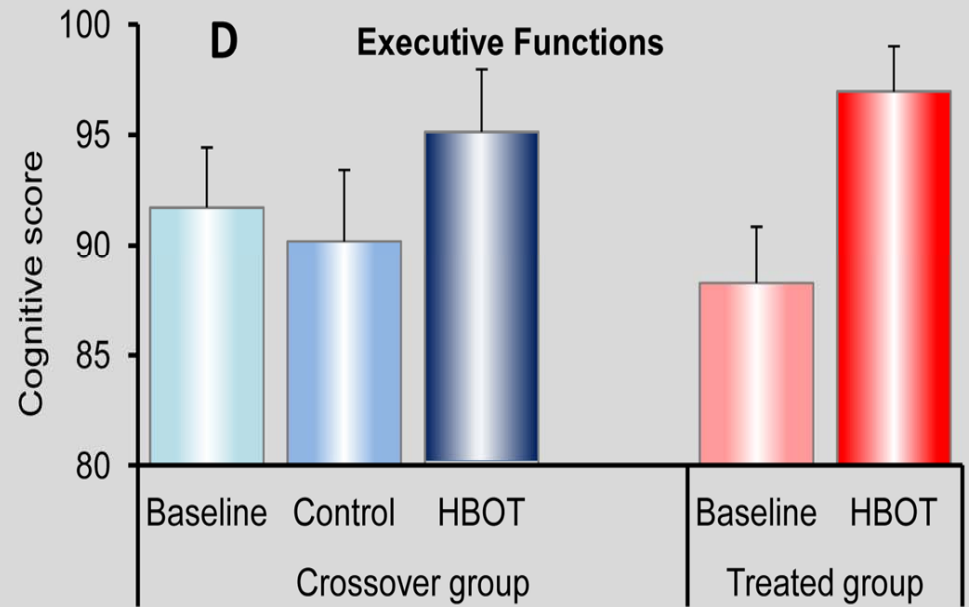 D Executive Functions
Cognitive score
100
95
90
85
80
Baseline Control HBOT Baseline HBOT
Crossover group Treated group